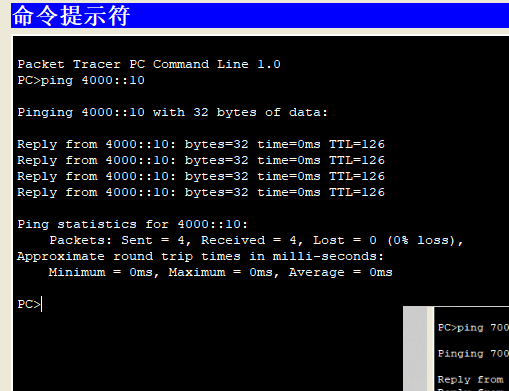 命令提示符
Packet Tracer PC Command Line 1.0
PC>ping 4000::10
Pinging 4000::10 with 32 bytes of data:
Reply from 4000::10: bytes=32 time=0ms TTL=126
Reply from 4000::10: bytes=32 time=0ms TTL=126
Reply from 4000::10: bytes=32 time=0ms TTL=126
Reply from 4000::10: bytes=32 time=0ms TTL=126
Ping statistics for 4000::10:
Packets: Sent = 4, Received = 4, Lost = 0 (0% loss),
Approximate round trip times in milli-seconds:
Minimum = 0ms, Maximum = 0ms, Average = 0ms
PC>
PC>ping 700
Pinging 700
Reply from